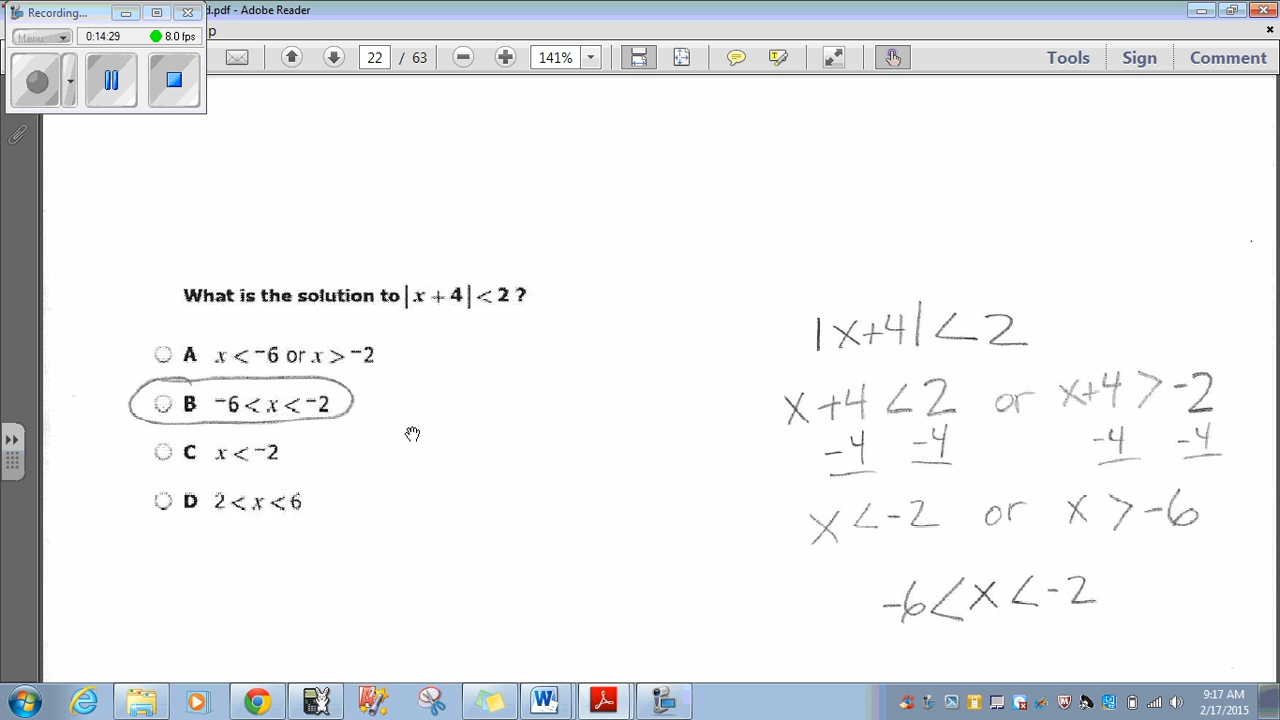 Recording...
d.pdf - Adobe Reader
Menu
0:14:29
8.0 fps
p
22 / 63
141%
Tools
Sign
Comment
What is the solution to |x + 4| < 2 ?
A x < ⁻6 or x > ⁻2
B ⁻6 < x < ⁻2
C x < ⁻2
D 2 < x < 6
|x+4| < 2
x+4 < 2 or x+4 > -2
-4 -4 -4 -4
x < -2 or x > -6
-6 < x < -2
9:17 AM
2/17/2015